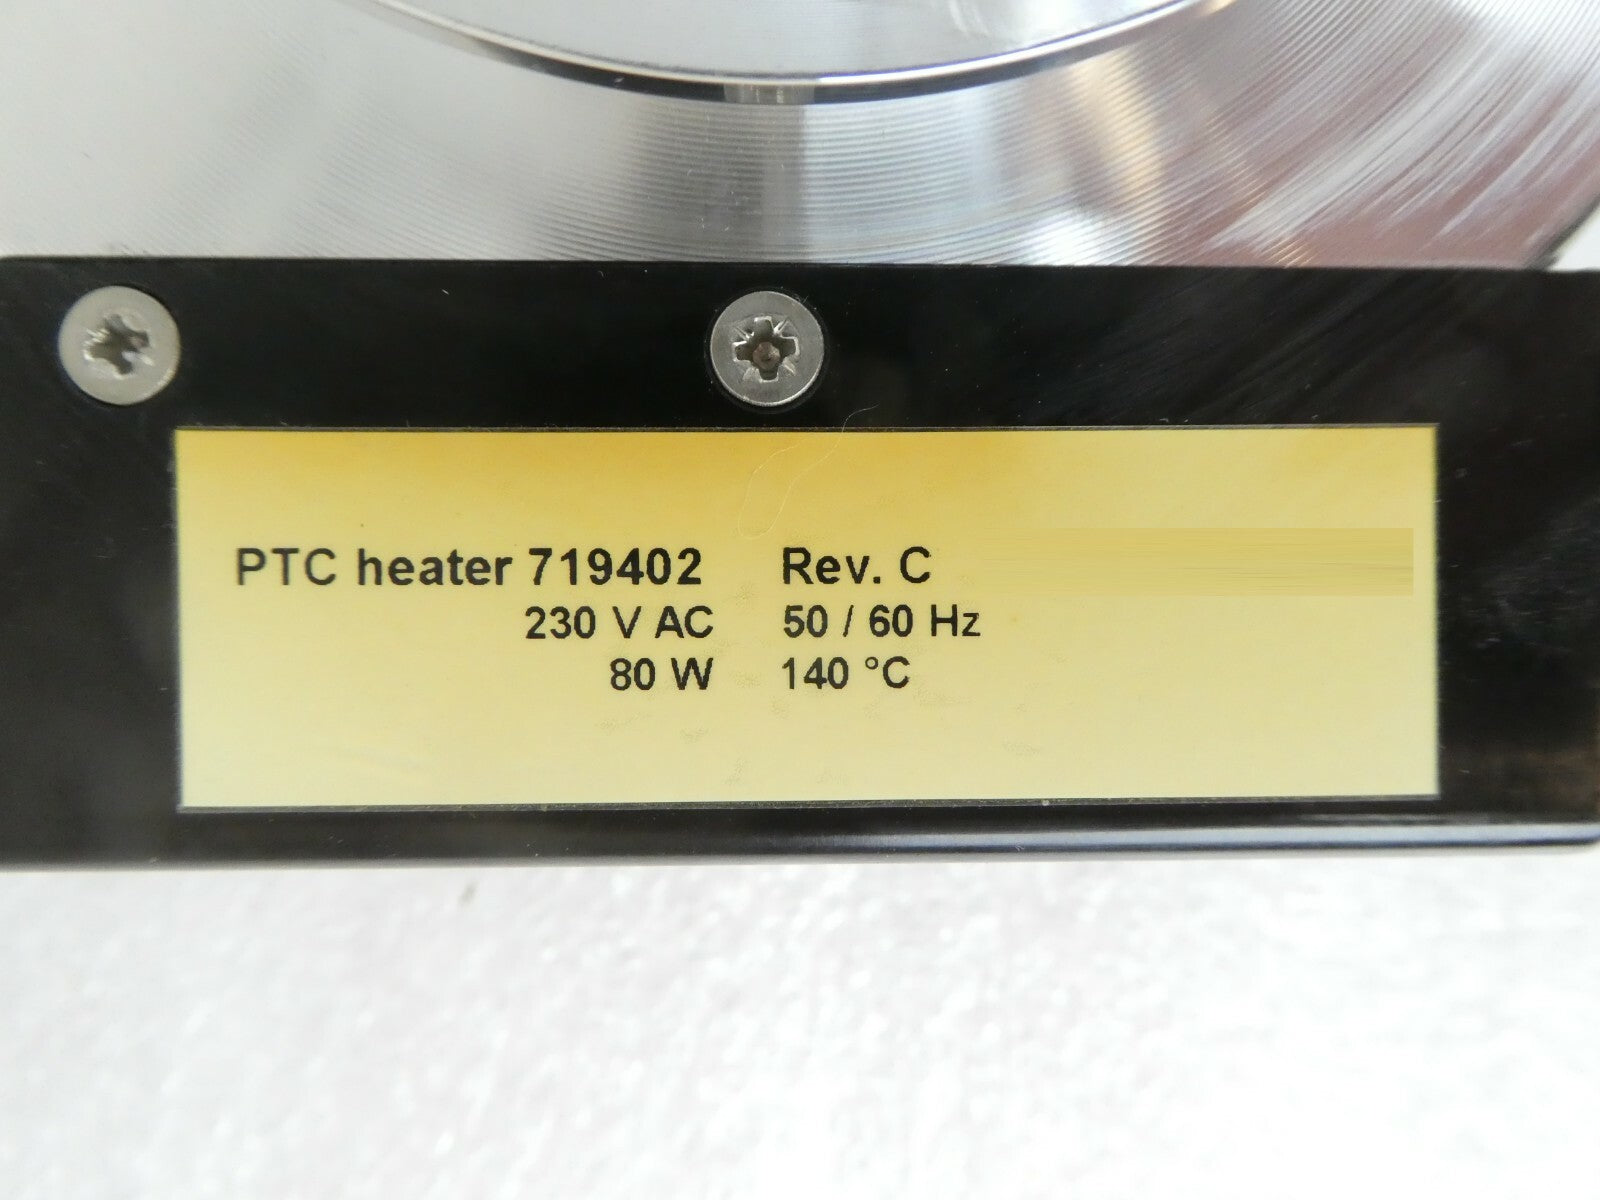 PTC heater 719402 Rev. C
230 V AC 50 / 60 Hz
80 W 140 °C